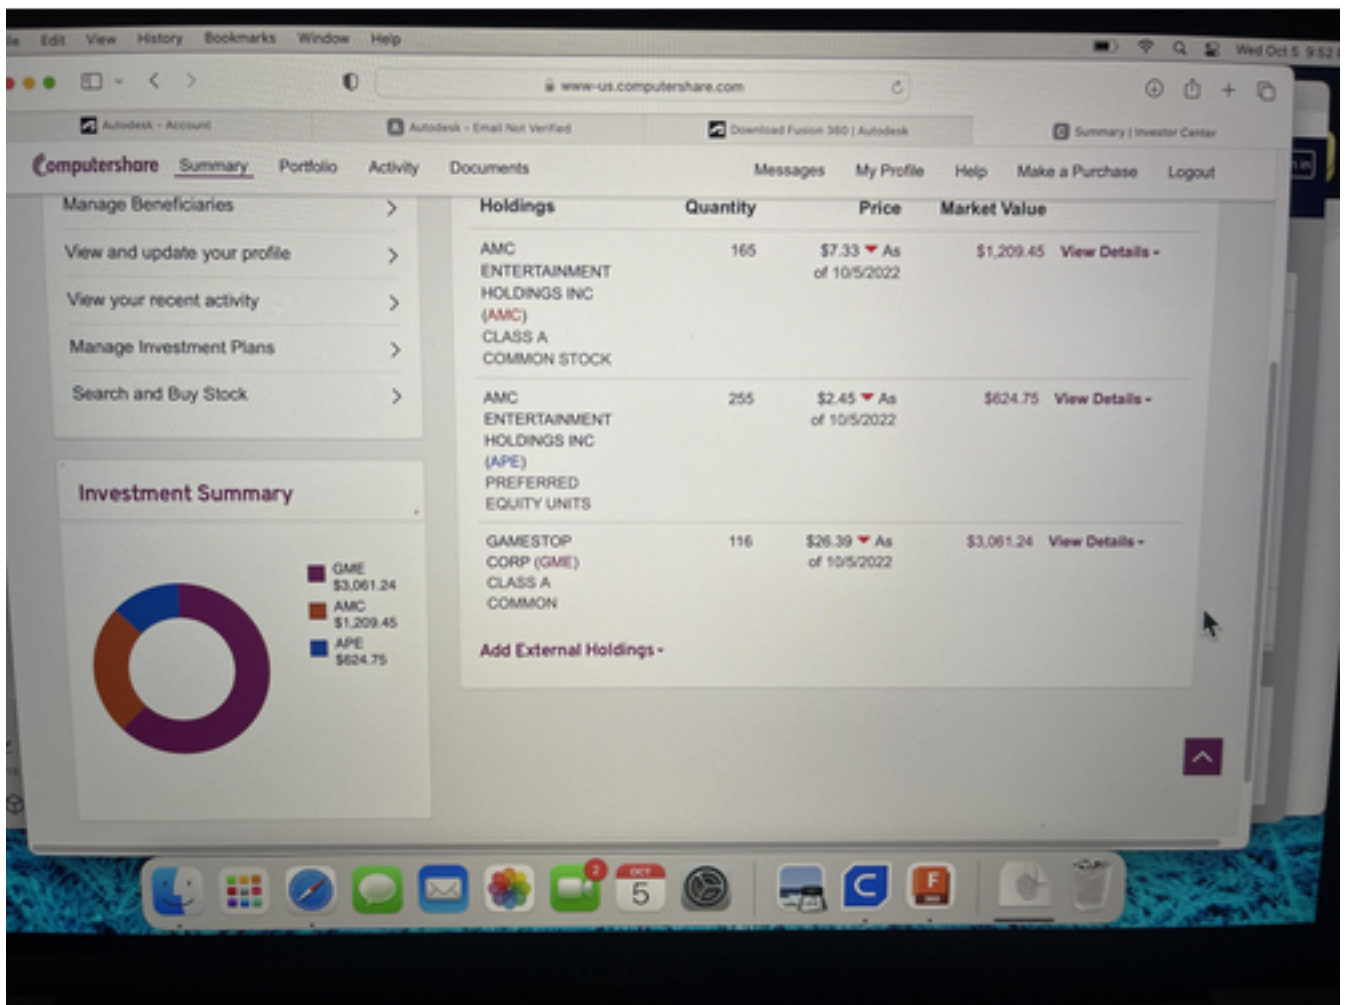 Edit View History Bookmarks Window Help
Wed Oct 5 9:52
www-us.computershare.com
Autodesk - Account
Autodesk - Email Not Verified
Download Fusion 360 | Autodesk
Summary | Investor Center
Computershare Summary Portfolio Activity Documents Messages My Profile Help Make a Purchase Logout
Manage Beneficiaries
View and update your profile
View your recent activity
Manage Investment Plans
Search and Buy Stock
Investment Summary
GME
$3,061.24
AMC
$1,209.45
APE
$624.75
Holdings Quantity Price Market Value
AMC 165 $7.33 As $1,209.45 View Details
ENTERTAINMENT of 10/5/2022
HOLDINGS INC
(AMC)
CLASS A
COMMON STOCK
AMC 255 $2.45 As $624.75 View Details
ENTERTAINMENT of 10/5/2022
HOLDINGS INC
(APE)
PREFERRED
EQUITY UNITS
GAMESTOP 116 $26.39 As $3,061.24 View Details
CORP (GME) of 10/5/2022
CLASS A
COMMON
Add External Holdings
2
OCT
5
C
F